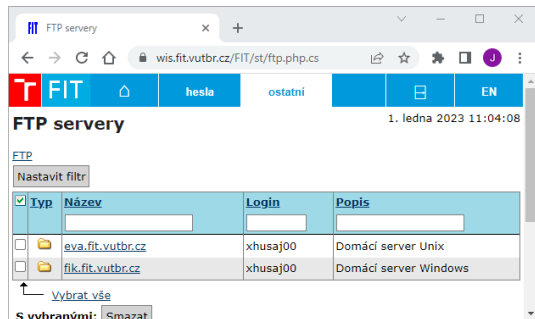 FTP servery
wis.fit.vutbr.cz/FIT/st/ftp.php.cs
J
FIT hesla ostatní EN
FTP servery
1. ledna 2023 11:04:08
FTP
Nastavit filtr
Typ Název Login Popis
eva.fit.vutbr.cz xhusaj00 Domácí server Unix
fik.fit.vutbr.cz xhusaj00 Domácí server Windows
Vybrat vše
S vybranými: Smazat